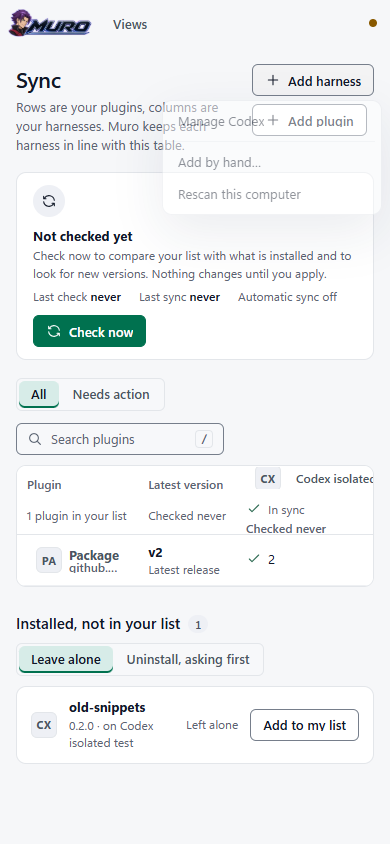 MURO
Views
Sync
Add harness
Rows are your plugins, columns are
your harnesses. Muro keeps each
harness in line with this table.
Manage Codex
Add plugin
Add by hand...
Rescan this computer
Not checked yet
Check now to compare your list with what is installed and to
look for new versions. Nothing changes until you apply.
Last check never Last sync never Automatic sync off
Check now
All Needs action
Search plugins /
Plugin Latest version CX Codex isolated
1 plugin in your list Checked never In sync
Checked never
PA Package v2 2
github.... Latest release
Installed, not in your list 1
Leave alone Uninstall, asking first
old-snippets
CX 0.2.0 · on Codex Left alone Add to my list
isolated test